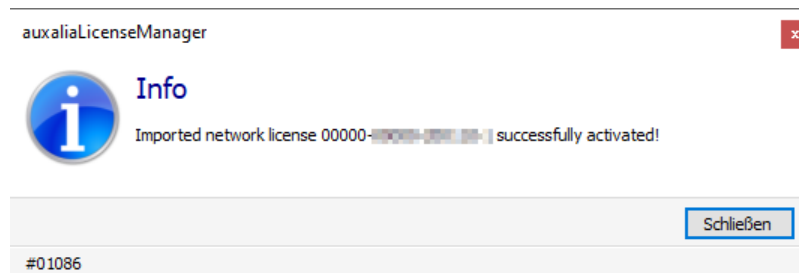 auxaliaLicenseManager
x
Info
Imported network license 00000- successfully activated!
Schließen
#01086